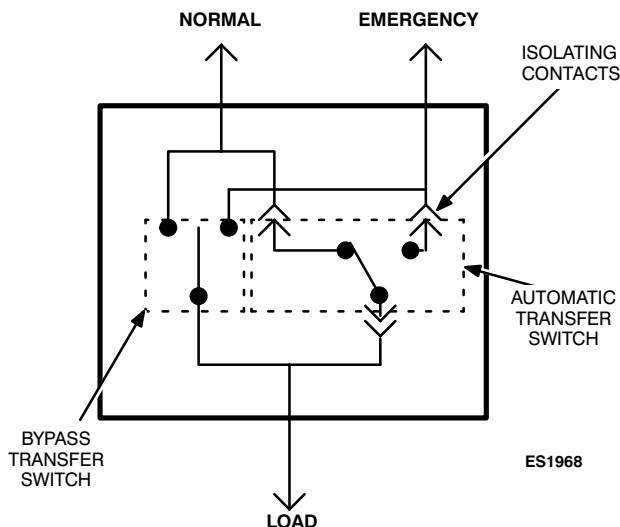 NORMAL
EMERGENCY
ISOLATING
CONTACTS
AUTOMATIC
TRANSFER
SWITCH
BYPASS
TRANSFER
SWITCH
ES1968
LOAD